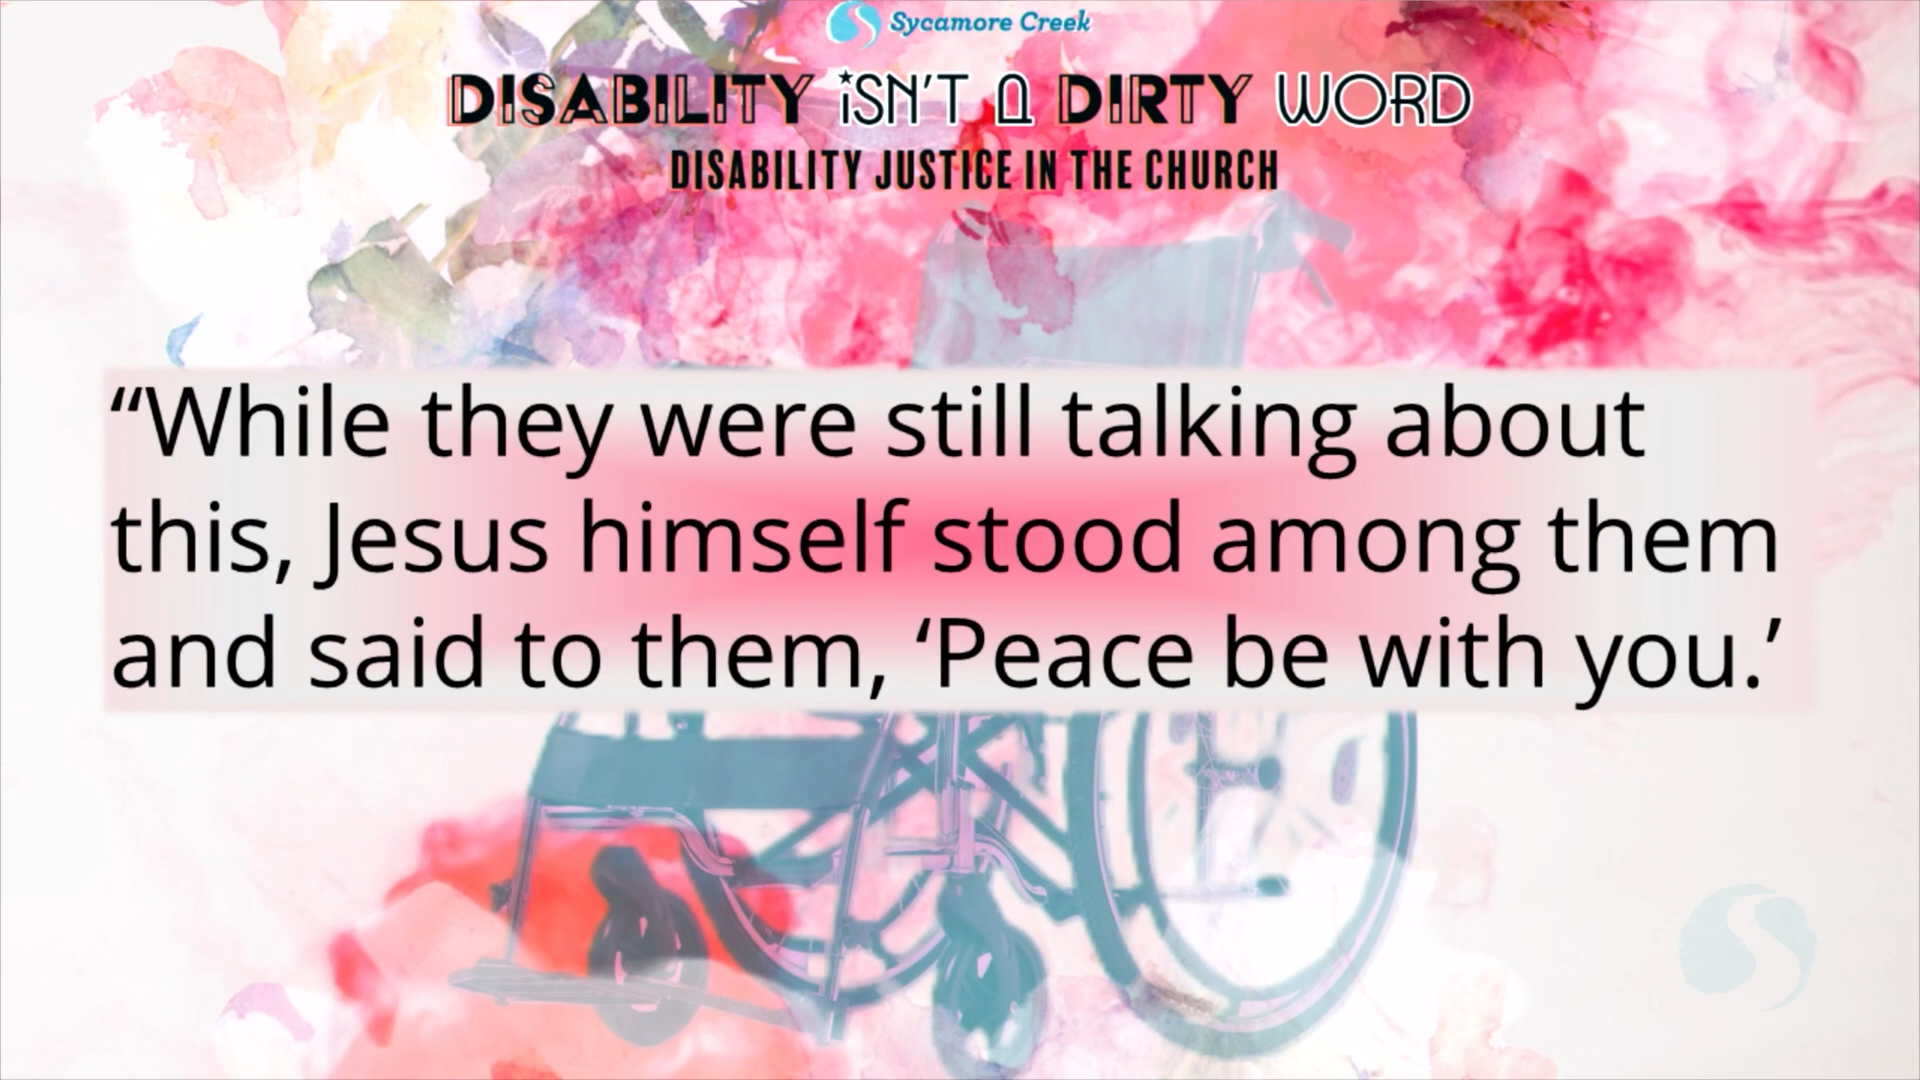 Sycamore Creek
DISABILITY iSN'T A DIRTY WORD
DISABILITY JUSTICE IN THE CHURCH
“While they were still talking about
this, Jesus himself stood among them
and said to them, ‘Peace be with you.’